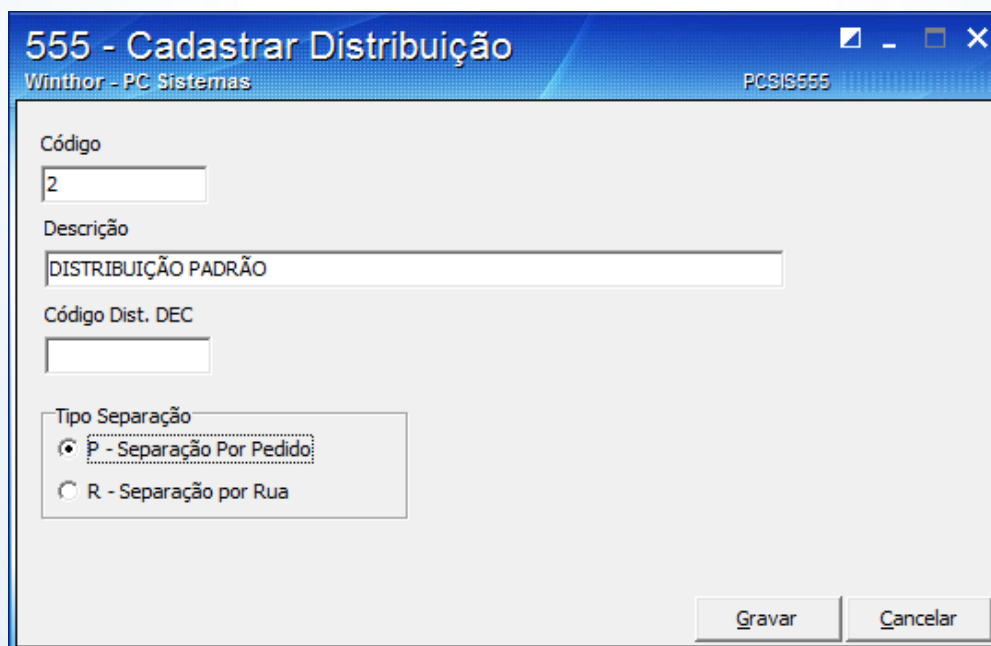 555 - Cadastrar Distribuição
Winthor - PC Sistemas
PCSIS555
Código
2
Descrição
DISTRIBUIÇÃO PADRÃO
Código Dist. DEC
Tipo Separação
P - Separação Por Pedido
R - Separação por Rua
Gravar
Cancelar